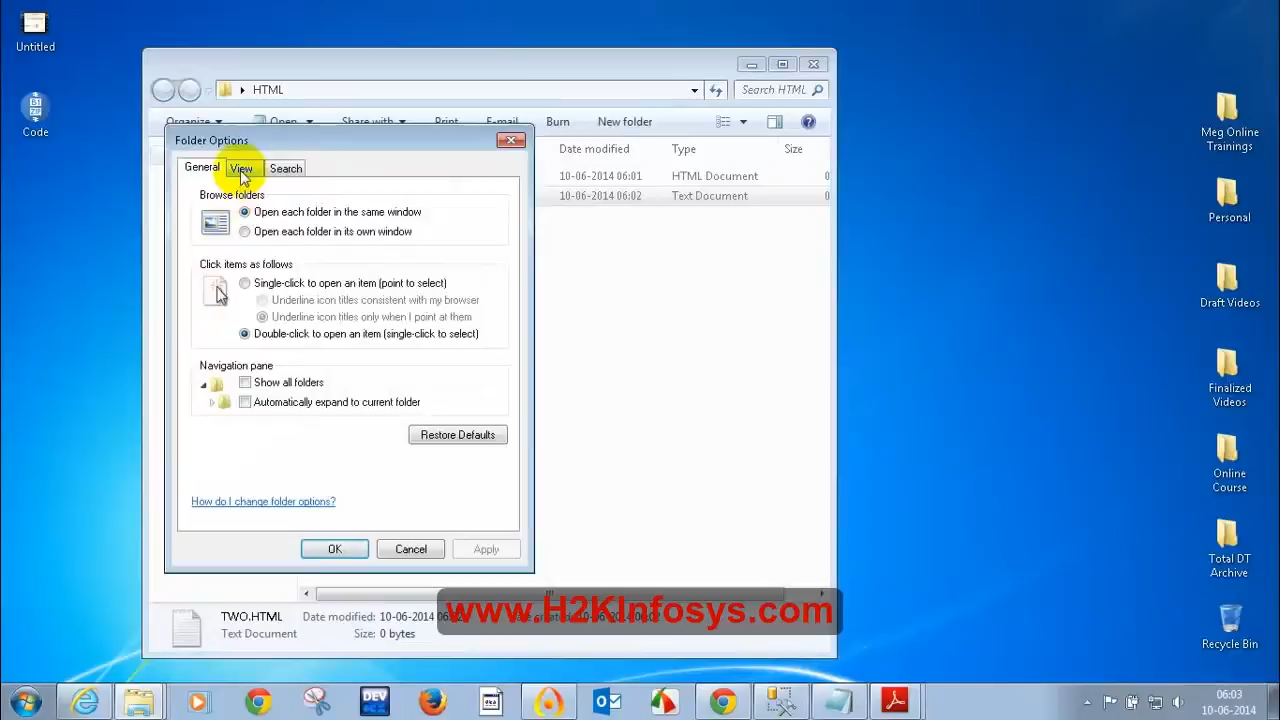 Untitled
Code
HTML
Search HTML
Organize
Open
Share with
Print
E-mail
Burn
New folder
Folder Options
General
View
Search
Date modified
Type
Size
10-06-2014 06:01
HTML Document
0
10-06-2014 06:02
Text Document
0
Browse folders
Open each folder in the same window
Open each folder in its own window
Click items as follows
Single-click to open an item (point to select)
Underline icon titles consistent with my browser
Underline icon titles only when I point at them
Double-click to open an item (single-click to select)
Navigation pane
Show all folders
Automatically expand to current folder
Restore Defaults
How do I change folder options?
OK
Cancel
Apply
TWO.HTML
Date modified: 10-06-2014
Text Document
Size: 0 bytes
www.H2KInfosys.com
Meg Online
Trainings
Personal
Draft Videos
Finalized
Videos
Online
Course
Total DT
Archive
Recycle Bin
DEV
06:03
10-06-2014